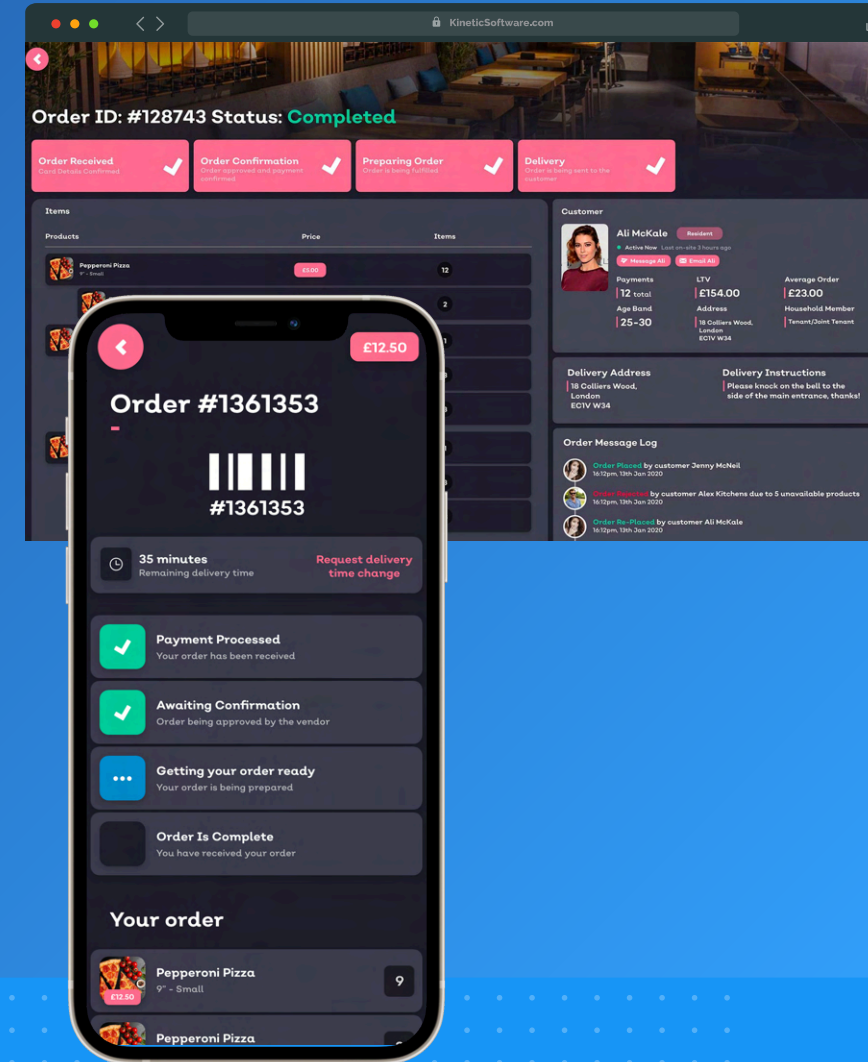 KineticSoftware.com
Order ID: #128743 Status: Completed
Order Received
Card Details Confirmed
Order Confirmation
Order approved and payment
confirmed
Preparing Order
Order is being fulfilled
Delivery
Order is being sent to the
customer
Items
Products Price Items
Pepperoni Pizza
9" - Small
£3.00
12
2
Customer
Ali McKale Resident
Active Now Last on-site 3 hours ago
Message Ali Email Ali
Payments LTV Average Order
12 total £154.00 £23.00
Age Band Address Household Member
25-30 18 Colliers Wood, Tenant/Joint Tenant
London
EC1V W34
Delivery Address Delivery Instructions
18 Colliers Wood, Please knock on the bell to the
London side of the main entrance, thanks!
EC1V W34
Order Message Log
Order Placed by customer Jenny McNeil
16:12pm, 13th Jan 2020
Order Rejected by customer Alex Kitchens due to 5 unavailable products
16:12pm, 13th Jan 2020
Order Re-Placed by customer Ali McKale
16:12pm, 13th Jan 2020
£12.50
Order #1361353
#1361353
35 minutes
Remaining delivery time
Request delivery
time change
Payment Processed
Your order has been received
Awaiting Confirmation
Order being approved by the vendor
Getting your order ready
Your order is being prepared
Order Is Complete
You have received your order
Your order
Pepperoni Pizza
9" - Small
£12.50
9
Pepperoni Pizza